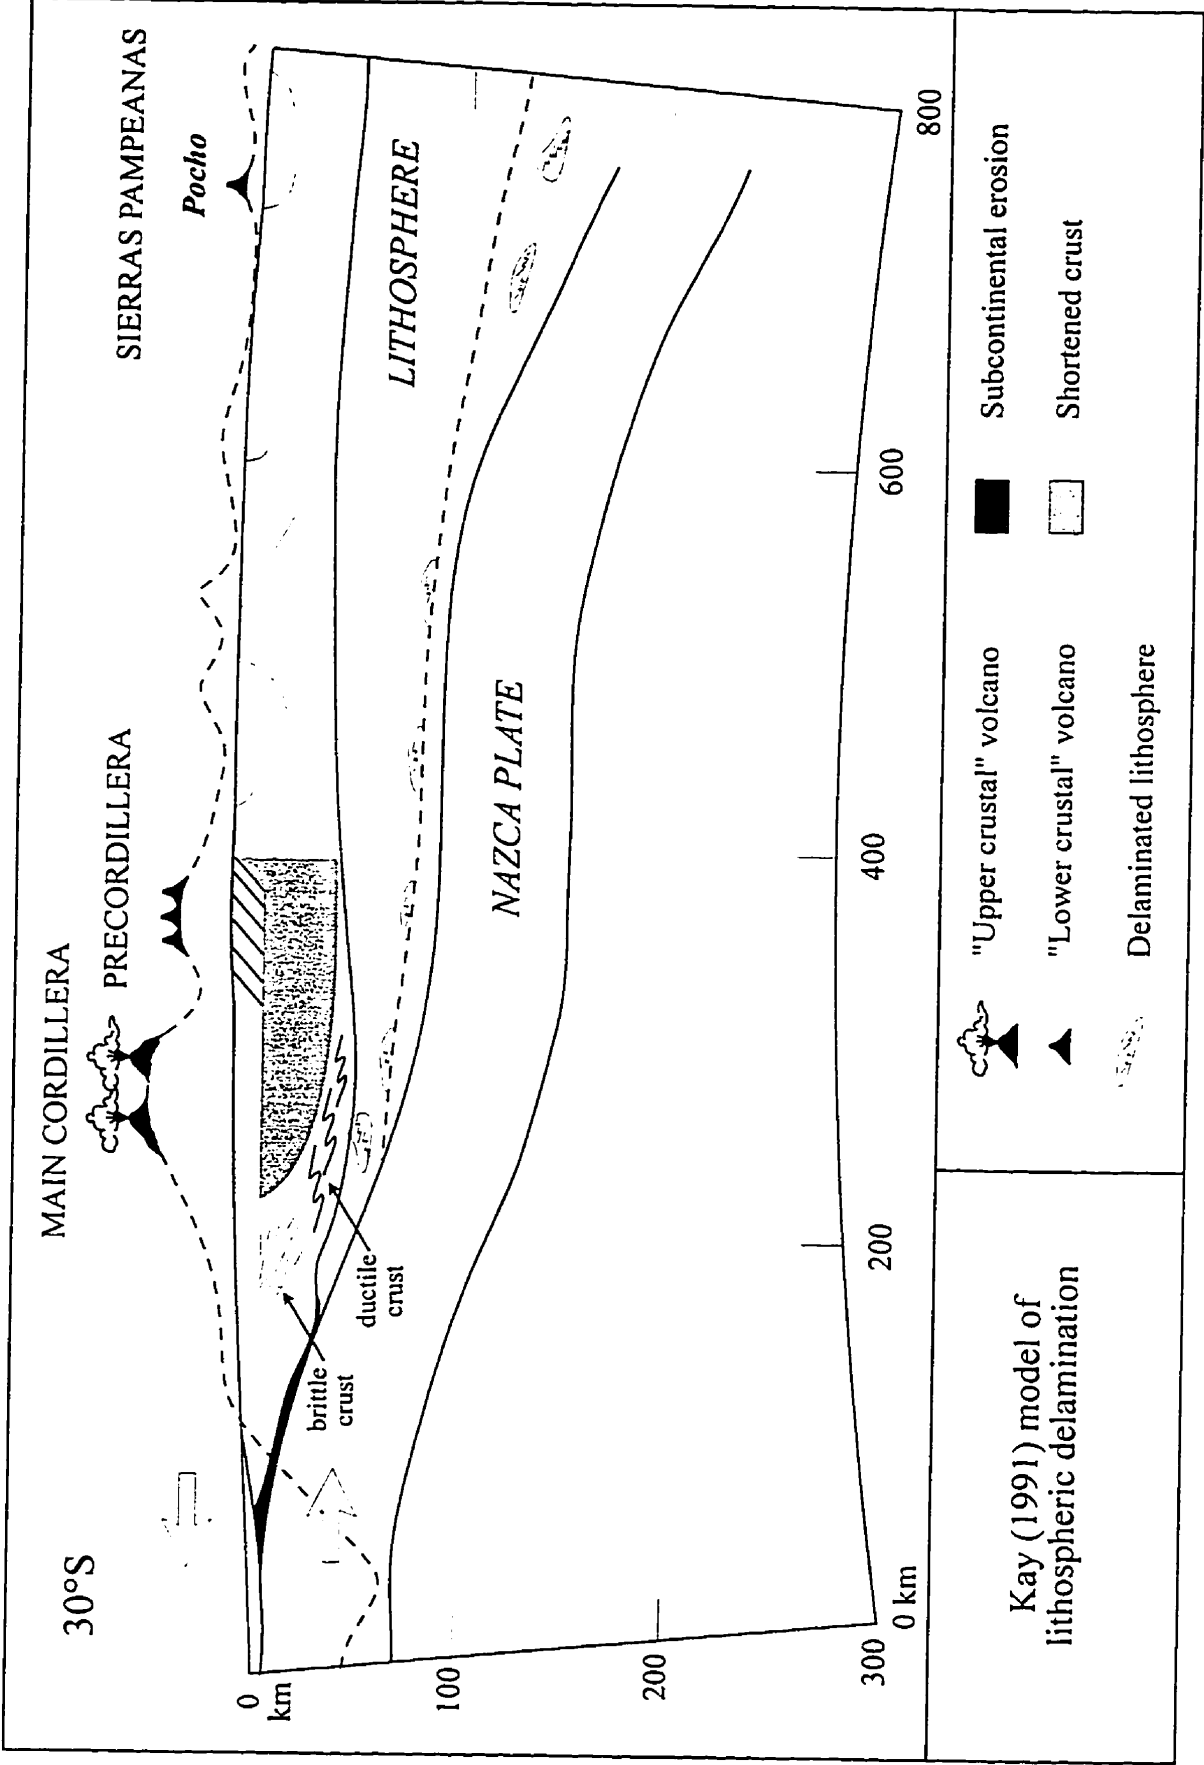 30°S
MAIN CORDILLERA
PRECORDILLERA
SIERRAS PAMPEANAS
Pocho
0
km
100
200
300
brittle
crust
ductile
crust
LITHOSPHERE
NAZCA PLATE
0 km
200
400
600
800
Kay (1991) model of
lithospheric delamination
"Upper crustal" volcano
"Lower crustal" volcano
Delaminated lithosphere
Subcontinental erosion
Shortened crust